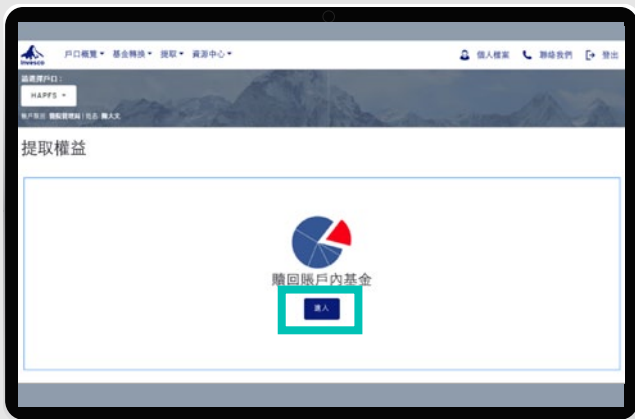 Invesco
戶口概覽 基金轉換 提取 資源中心
個人檔案 聯絡我們 登出
請選擇戶口：
HAPFS
提取權益
贖回賬戶內基金
進入